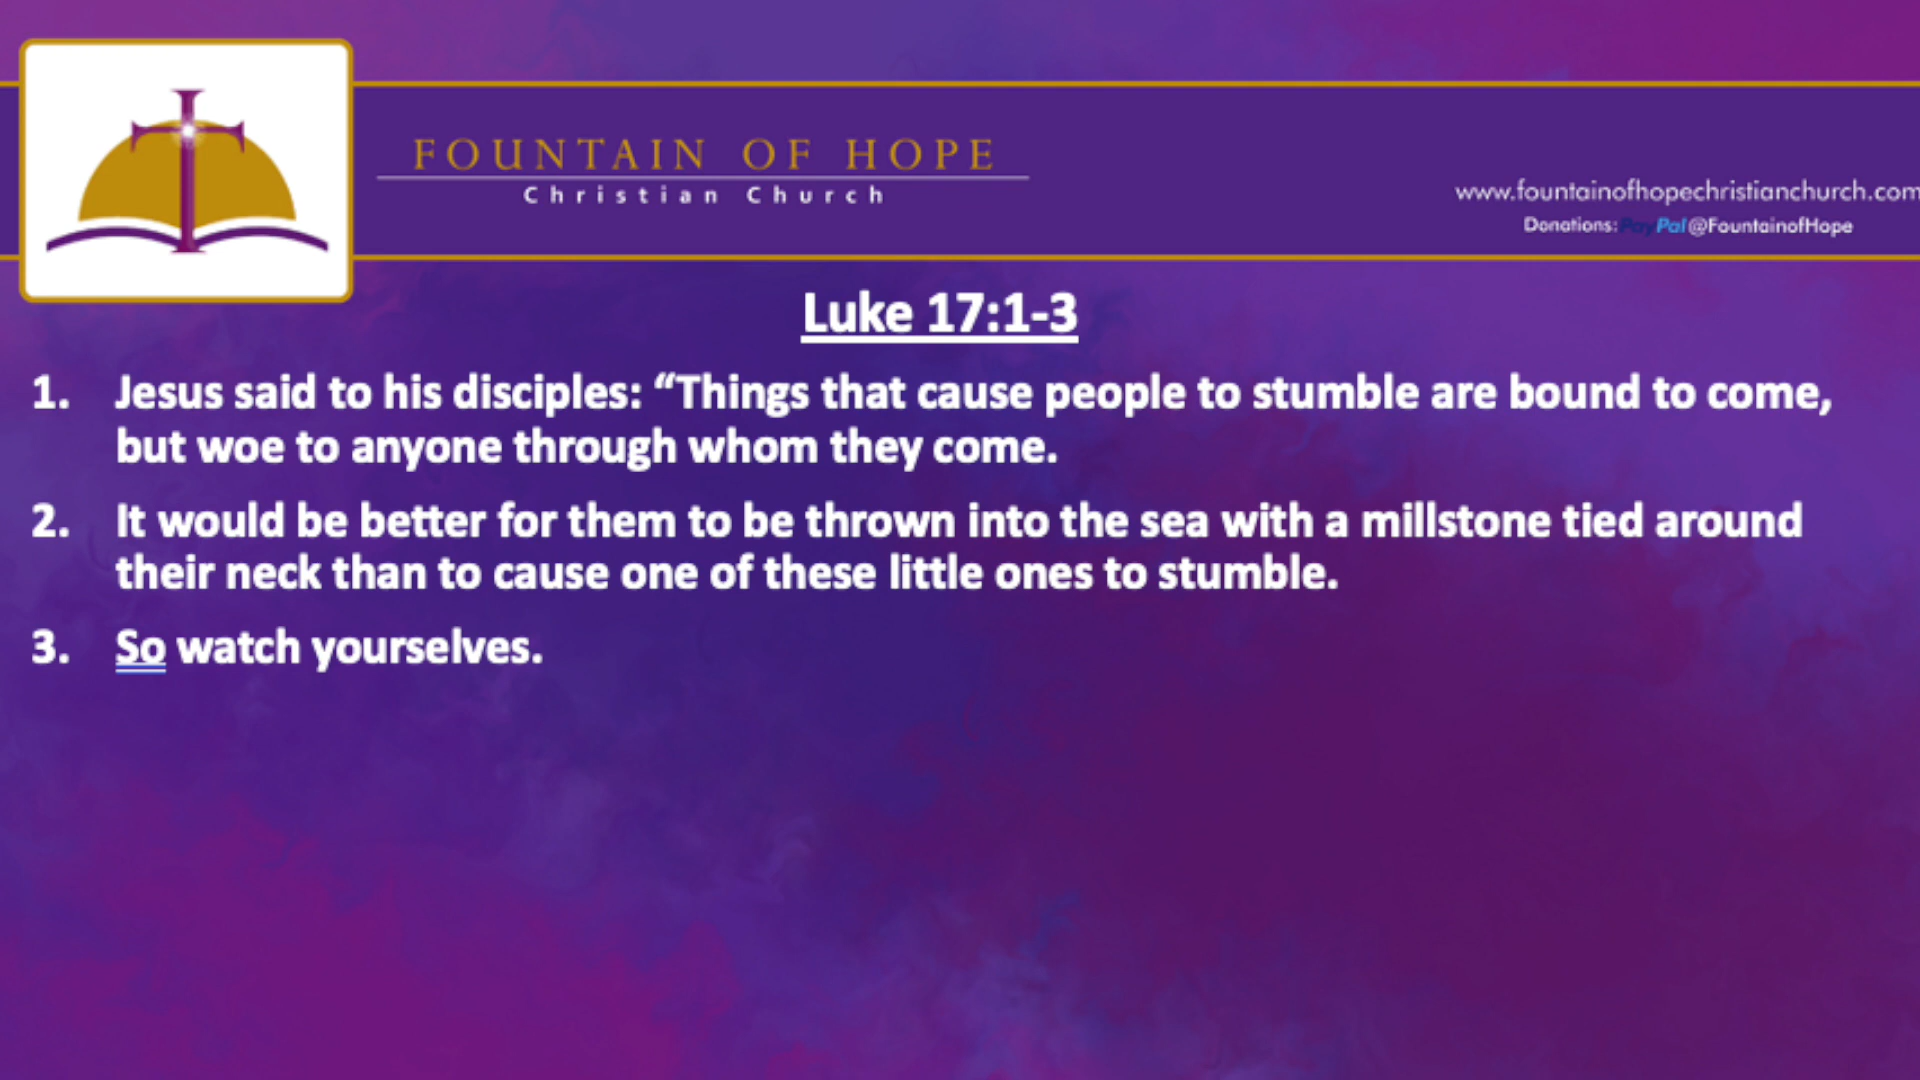 FOUNTAIN OF HOPE
Christian Church
www.fountainofhopechristianchurch.com
Donations: PayPal@FountainofHope
Luke 17:1-3
1. Jesus said to his disciples: “Things that cause people to stumble are bound to come,
but woe to anyone through whom they come.
2. It would be better for them to be thrown into the sea with a millstone tied around
their neck than to cause one of these little ones to stumble.
3. So watch yourselves.